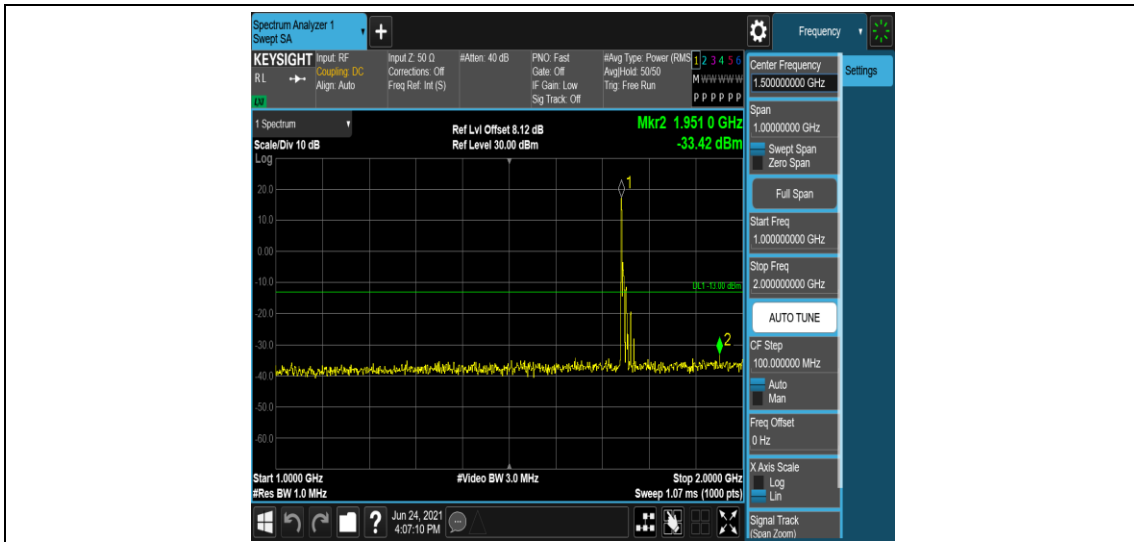 Spectrum Analyzer 1
Swept SA
+
Frequency
KEYSIGHT
RL
LXI
Input: RF
Coupling: DC
Align: Auto
Input Z: 50 Ω
Corrections: Off
Freq Ref: Int (S)
#Atten: 40 dB
PNO: Fast
Gate: Off
IF Gain: Low
Sig Track: Off
#Avg Type: Power (RMS
Avg|Hold: 50/50
Trig: Free Run
1 2 3 4 5 6
M W W W W W
P P P P P P
1 Spectrum
Scale/Div 10 dB
Log
Ref Lvl Offset 8.12 dB
Ref Level 30.00 dBm
Mkr2 1.951 0 GHz
-33.42 dBm
20.0
10.0
0.00
-10.0
-20.0
-30.0
-40.0
-50.0
-60.0
1
DL1 -13.00 dBm
2
Start 1.0000 GHz
#Res BW 1.0 MHz
#Video BW 3.0 MHz
Stop 2.0000 GHz
Sweep 1.07 ms (1000 pts)
Settings
Center Frequency
1.500000000 GHz
Span
1.00000000 GHz
Swept Span
Zero Span
Full Span
Start Freq
1.000000000 GHz
Stop Freq
2.000000000 GHz
AUTO TUNE
CF Step
100.000000 MHz
Auto
Man
Freq Offset
0 Hz
X Axis Scale
Log
Lin
Signal Track
(Span Zoom)
?
Jun 24, 2021
4:07:10 PM